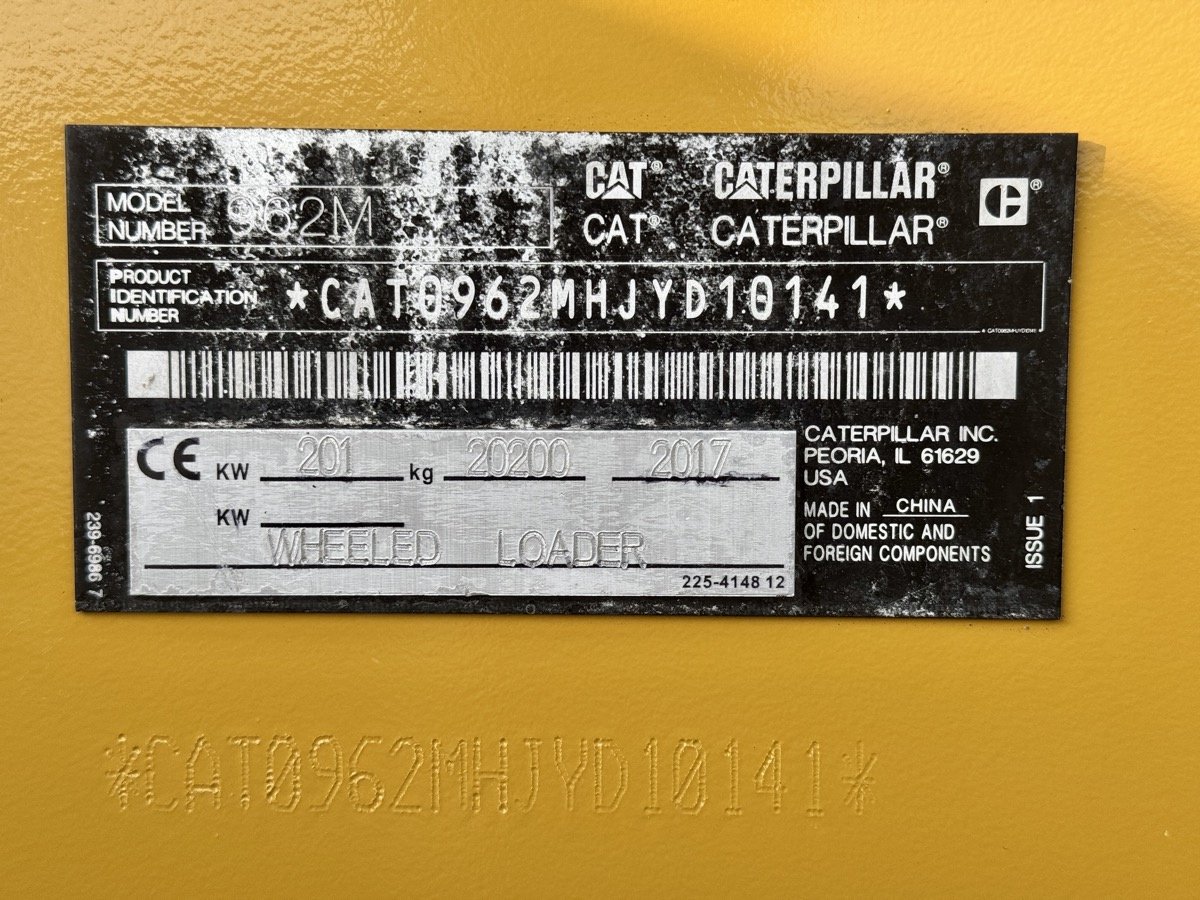 MODEL NUMBER 962M
CAT® CATERPILLAR®
CAT® CATERPILLAR®
C®
PRODUCT IDENTIFICATION NUMBER *CAT0962MHJYD10141*
*CAT0962MHJYD10141*
CE KW 201 kg 20200 2017
KW
WHEELED LOADER
225-4148 12
CATERPILLAR INC.
PEORIA, IL 61629
USA
MADE IN CHINA
OF DOMESTIC AND
FOREIGN COMPONENTS
ISSUE 1
239-6986 7
*CAT0962MHJYD10141*